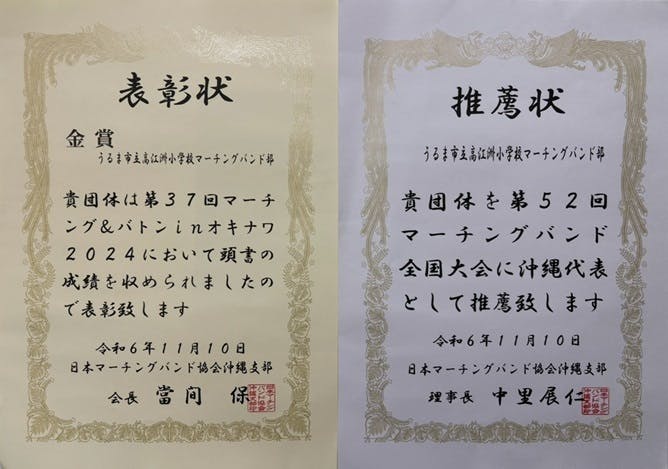 表彰状
金賞
うるま市立高江洲小学校マーチングバンド部
貴団体は第37回マーチ
ング&バトンinオキナワ
2024において頭書の
成績を収められましたの
で表彰致します
令和6年11月10日
日本マーチングバンド協会沖縄支部
会長 當間 保
推薦状
うるま市立高江洲小学校マーチングバンド部
貴団体を第52回
マーチングバンド
全国大会に沖縄代表
として推薦致します
令和6年11月10日
日本マーチングバンド協会沖縄支部
理事長 中里展仁